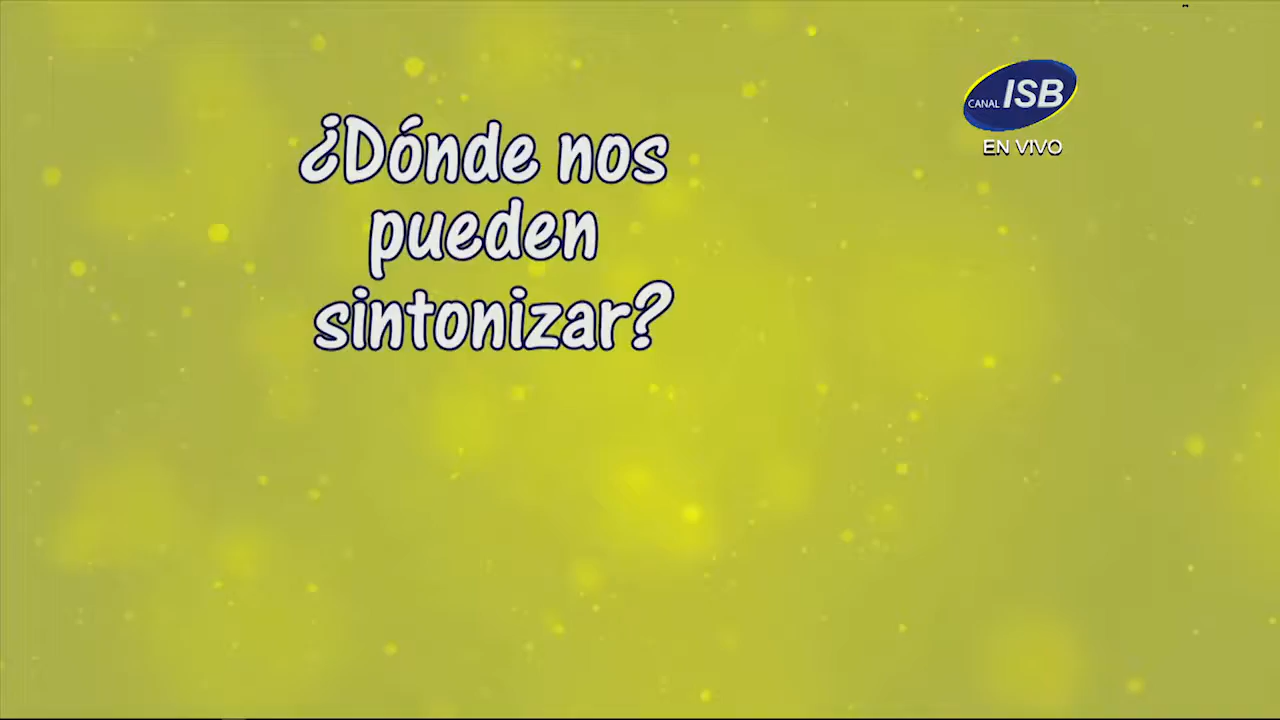 ¿Dónde nos
pueden
sintonizar?
CANAL ISB
EN VIVO